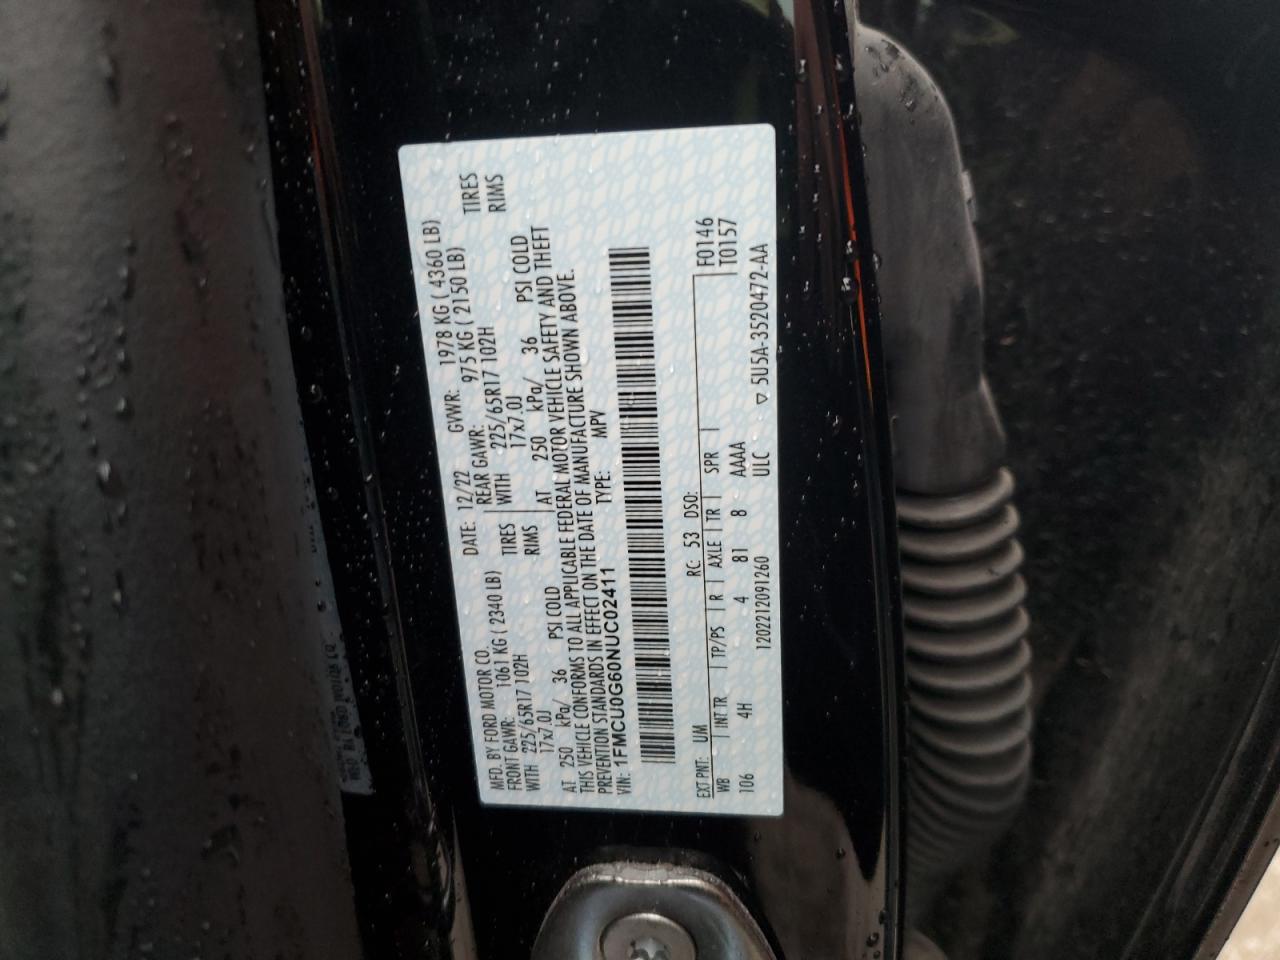 MFD. BY FORD MOTOR CO.
DATE: 12/22 GVWR: 1978 KG ( 4360 LB)
FRONT GAWR: 1061 KG ( 2340 LB) REAR GAWR: 975 KG ( 2150 LB)
WITH 225/65R17 102H TIRES WITH 225/65R17 102H TIRES
17x7.0J RIMS 17x7.0J RIMS
AT 250 kPa/ 36 PSI COLD AT 250 kPa/ 36 PSI COLD
THIS VEHICLE CONFORMS TO ALL APPLICABLE FEDERAL MOTOR VEHICLE SAFETY AND THEFT
PREVENTION STANDARDS IN EFFECT ON THE DATE OF MANUFACTURE SHOWN ABOVE.
VIN: 1FMCU0G60NUC02411 TYPE: MPV
EXT PNT: UM RC: 53 DSO:
WB | INT TR | TP/PS | R | AXLE | TR | SPR | F0146
106 4H 4 81 8 AAAA T0157
1202212091260 ULC ▽ 5U5A-3520472-AA